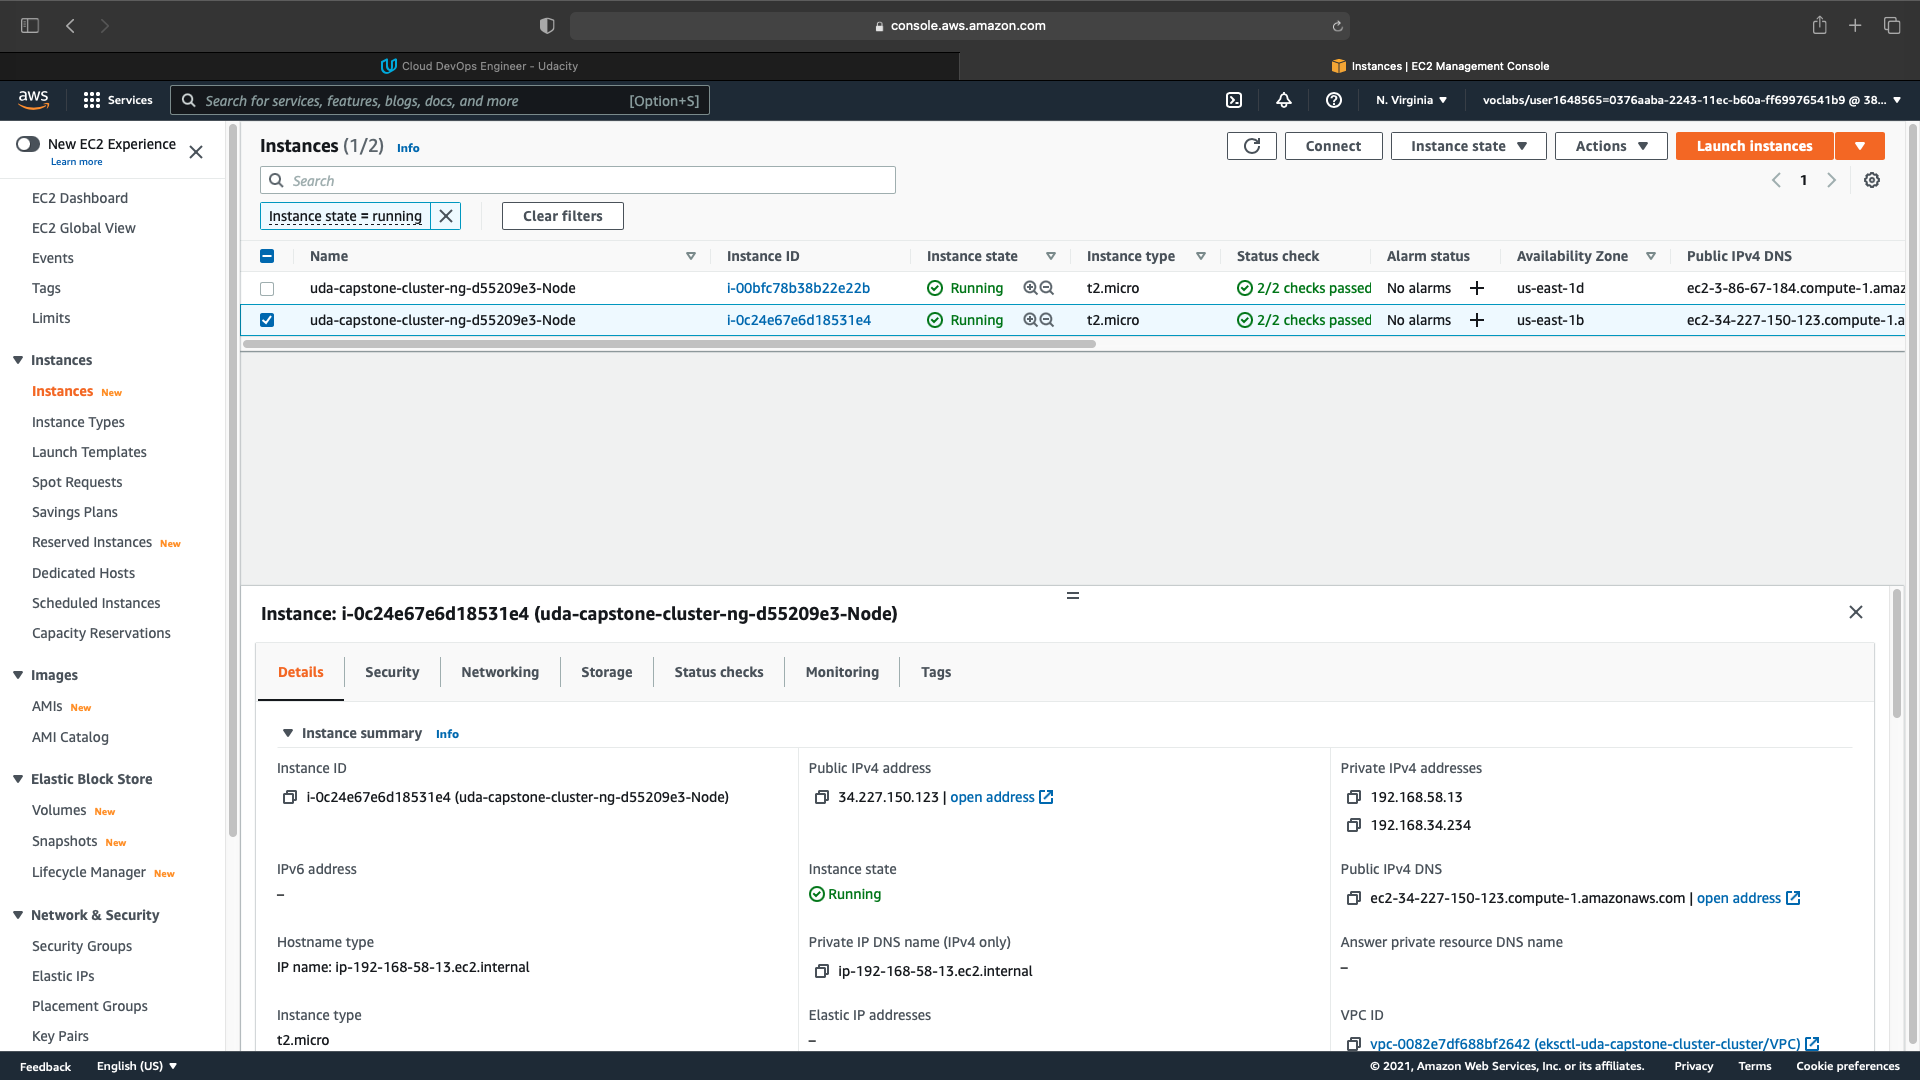 console.aws.amazon.com
Cloud DevOps Engineer - Udacity
Instances | EC2 Management Console
aws
Services
Search for services, features, blogs, docs, and more
[Option+S]
N. Virginia
voclabs/user1648565=0376aaba-2243-11ec-b60a-ff69976541b9 @ 38...
New EC2 Experience
Learn more
EC2 Dashboard
EC2 Global View
Events
Tags
Limits
Instances
Instances New
Instance Types
Launch Templates
Spot Requests
Savings Plans
Reserved Instances New
Dedicated Hosts
Scheduled Instances
Capacity Reservations
Images
AMIs New
AMI Catalog
Elastic Block Store
Volumes New
Snapshots New
Lifecycle Manager New
Network & Security
Security Groups
Elastic IPs
Placement Groups
Key Pairs
Instances (1/2) Info
Connect
Instance state
Actions
Launch instances
Search
1
Instance state = running
Clear filters
Name Instance ID Instance state Instance type Status check Alarm status Availability Zone Public IPv4 DNS
uda-capstone-cluster-ng-d55209e3-Node i-00bfc78b38b22e22b Running t2.micro 2/2 checks passed No alarms us-east-1d ec2-3-86-67-184.compute-1.amaz
uda-capstone-cluster-ng-d55209e3-Node i-0c24e67e6d18531e4 Running t2.micro 2/2 checks passed No alarms us-east-1b ec2-34-227-150-123.compute-1.a
Instance: i-0c24e67e6d18531e4 (uda-capstone-cluster-ng-d55209e3-Node)
Details Security Networking Storage Status checks Monitoring Tags
Instance summary Info
Instance ID
i-0c24e67e6d18531e4 (uda-capstone-cluster-ng-d55209e3-Node)
Public IPv4 address
34.227.150.123 | open address
Private IPv4 addresses
192.168.58.13
192.168.34.234
IPv6 address
–
Instance state
Running
Public IPv4 DNS
ec2-34-227-150-123.compute-1.amazonaws.com | open address
Hostname type
IP name: ip-192-168-58-13.ec2.internal
Private IP DNS name (IPv4 only)
ip-192-168-58-13.ec2.internal
Answer private resource DNS name
–
Instance type
t2.micro
Elastic IP addresses
–
VPC ID
vpc-0082e7df688bf2642 (eksctl-uda-capstone-cluster-cluster/VPC)
Feedback
English (US)
© 2021, Amazon Web Services, Inc. or its affiliates.
Privacy
Terms
Cookie preferences